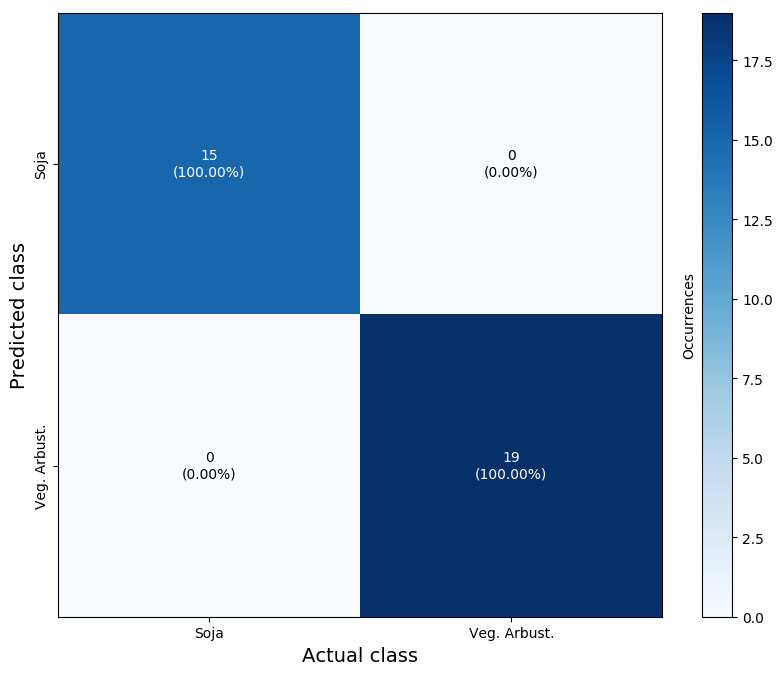 Predicted class
Soja
Veg. Arbust.
15
(100.00%)
0
(0.00%)
0
(0.00%)
19
(100.00%)
Soja
Veg. Arbust.
Actual class
Occurrences
17.5
15.0
12.5
10.0
7.5
5.0
2.5
0.0